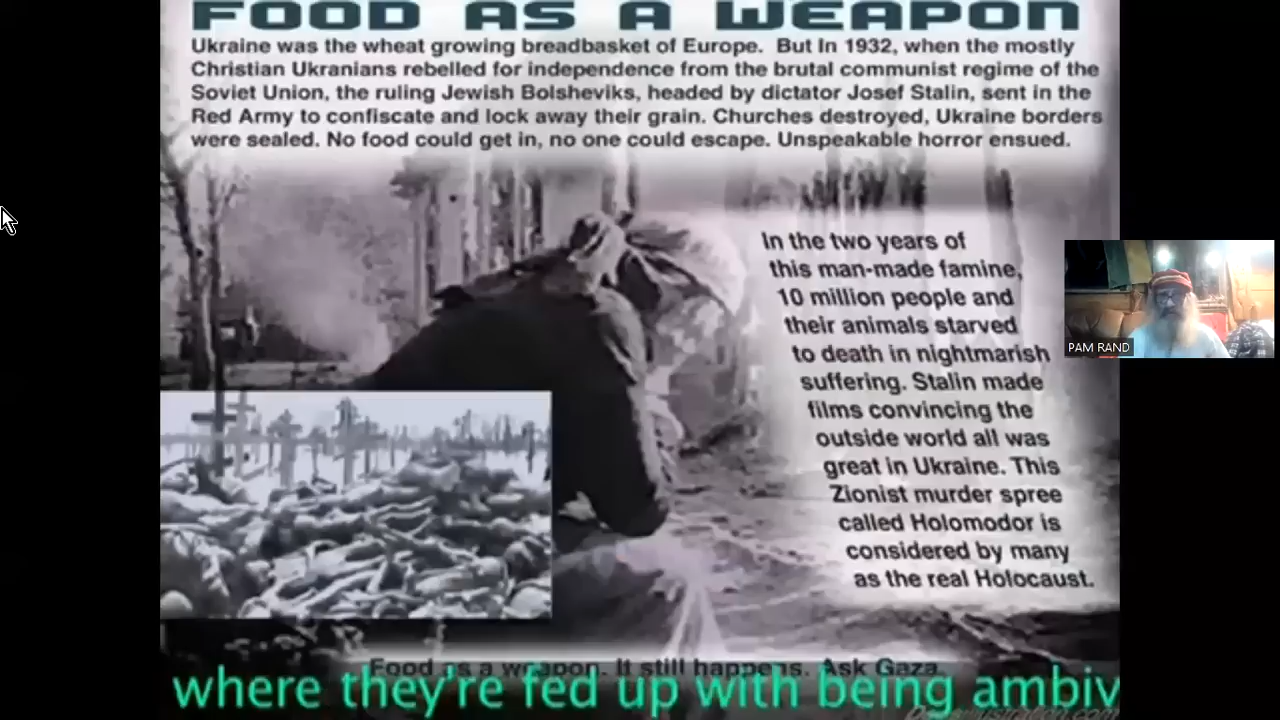 FOOD AS A WEAPON
Ukraine was the wheat growing breadbasket of Europe. But In 1932, when the mostly
Christian Ukranians rebelled for independence from the brutal communist regime of the
Soviet Union, the ruling Jewish Bolsheviks, headed by dictator Josef Stalin, sent in the
Red Army to confiscate and lock away their grain. Churches destroyed, Ukraine borders
were sealed. No food could get in, no one could escape. Unspeakable horror ensued.
In the two years of
this man-made famine,
10 million people and
their animals starved
to death in nightmarish
suffering. Stalin made
films convincing the
outside world all was
great in Ukraine. This
Zionist murder spree
called Holomodor is
considered by many
as the real Holocaust.
PAM RAND
Food as a weapon. It still happens. Ask Gaza.
where they're fed up with being ambiv